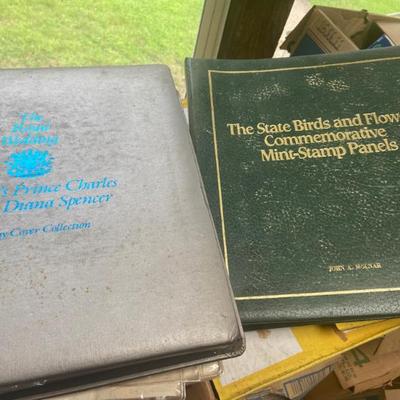 The
Royal
Wedding
Prince Charles
Diana Spencer
Cover Collection
The State Birds and Flow
Commemorative
Mint-Stamp Panels
JOHN A. MOLNAR